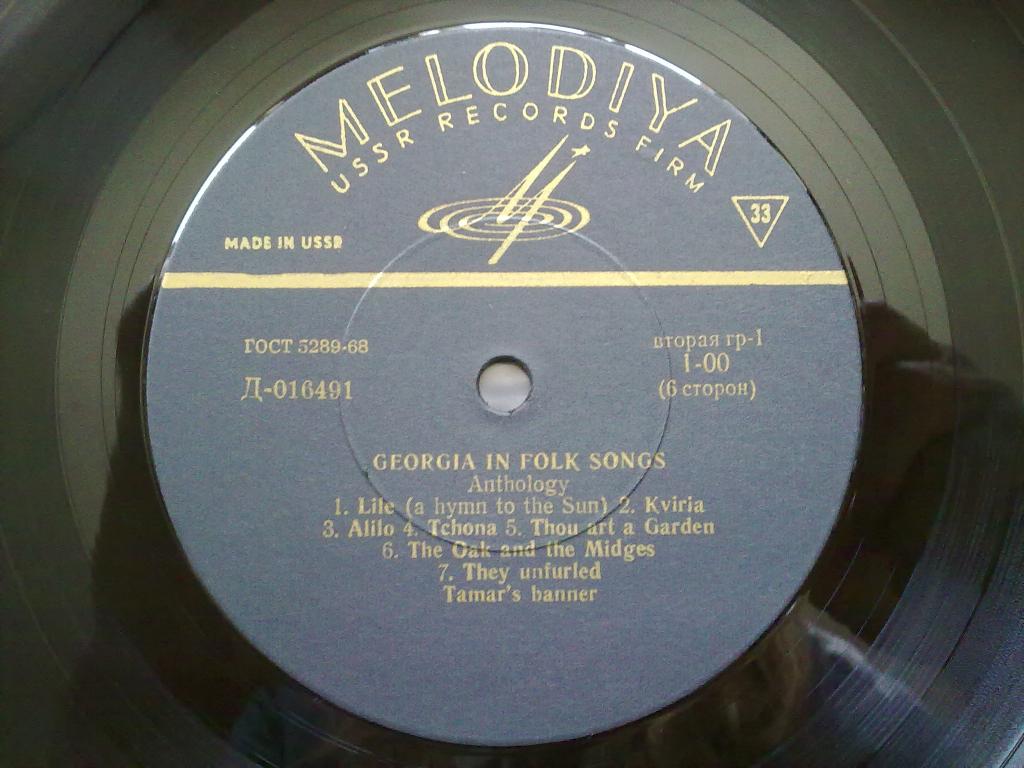 MELODIYA
USSR RECORDS FIRM
33
MADE IN USSR
ГОСТ 5289-68
Д-016491
вторая гр-1
1-00
(6 сторон)
GEORGIA IN FOLK SONGS
Anthology
1. Lile (a hymn to the Sun) 2. Kviria
3. Alilo 4. Tchona 5. Thou art a Garden
6. The Oak and the Midges
7. They unfurled
Tamar's banner